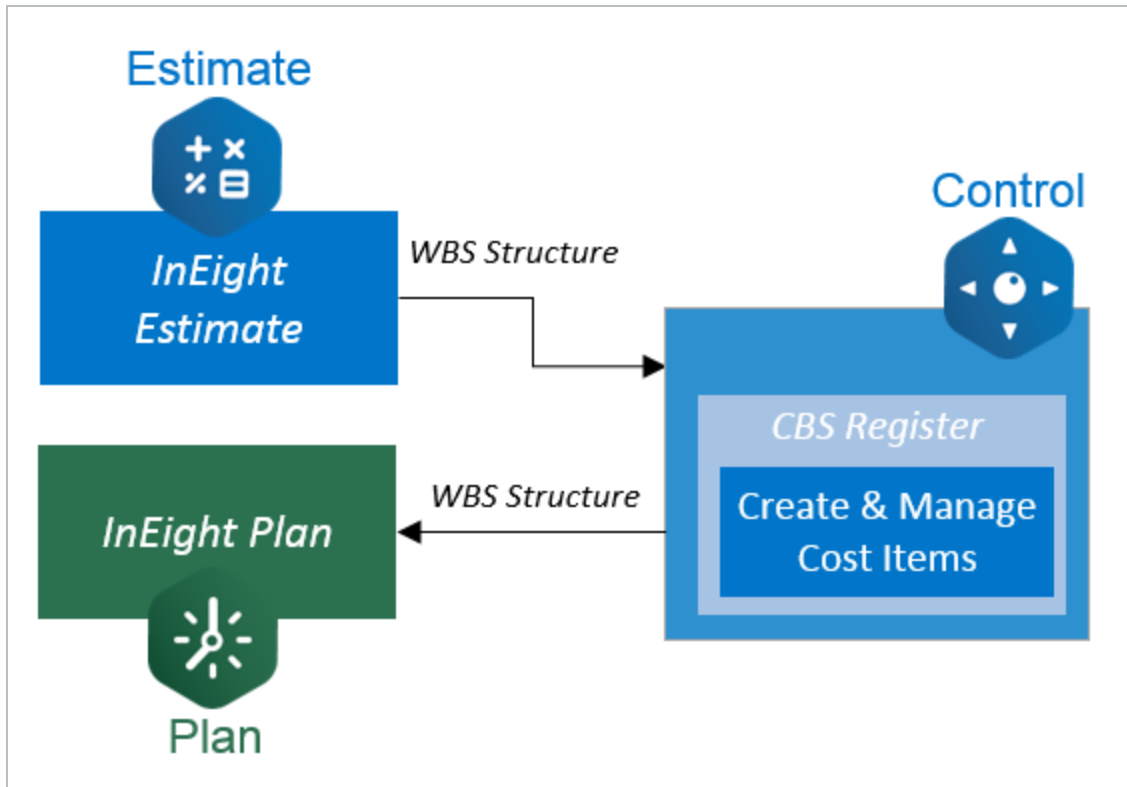 Estimate
InEight
Estimate
WBS Structure
Control
CBS Register
Create & Manage
Cost Items
WBS Structure
InEight Plan
Plan